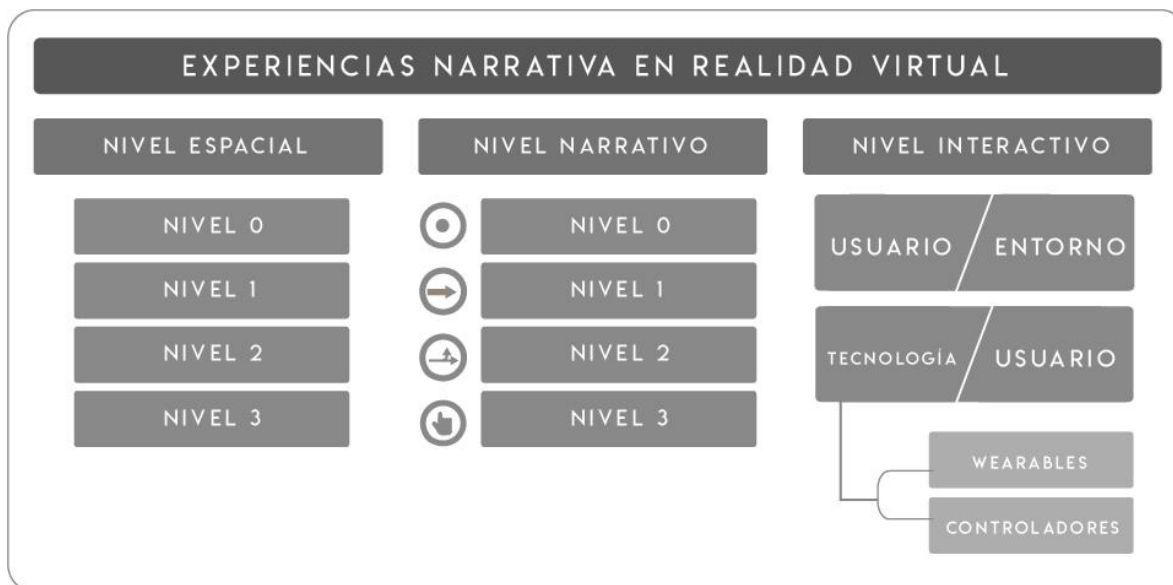 EXPERIENCIAS NARRATIVA EN REALIDAD VIRTUAL
NIVEL ESPACIAL
NIVEL 0
NIVEL 1
NIVEL 2
NIVEL 3
NIVEL NARRATIVO
NIVEL 0
NIVEL 1
NIVEL 2
NIVEL 3
NIVEL INTERACTIVO
USUARIO / ENTORNO
TECNOLOGÍA / USUARIO
WEARABLES
CONTROLADORES